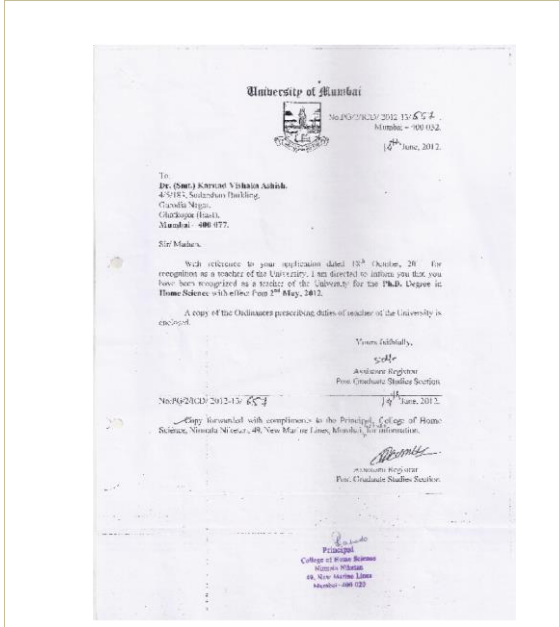 University of Mumbai
No.PG/2/ICD/ 2012-13/
Mumbai – 400 032.
June, 2012.
To,
Dr. (Smt.) Karnad Vishaka Ashish,
4/5/183, Sudarshan Building,
Garodia Nagar,
Ghatkopar (East),
Mumbai- 400 077.
Sir/ Madam,
With reference to your application dated 18th October, for
recognition as a teacher of the University, I am directed to inform you that you
have been recognized as a teacher of the University for the Ph.D. Degree in
Home Science with effect from 2nd May, 2012.
A copy of the Ordinances prescribing duties of teacher of the University is
enclosed.
Yours faithfully,
Assistant Registrar
Post Graduate Studies Section
No.PG/2/ICD/ 2012-13/
June, 2012.
Copy forwarded with compliments to the Principal, College of Home
Science, Nirmala Niketan, 49, New Marine Lines, Mumbai, for information.
Assistant Registrar
Post Graduate Studies Section
Principal
College of Home Science
Nirmala Niketan
49, New Marine Lines
Mumbai-400 020